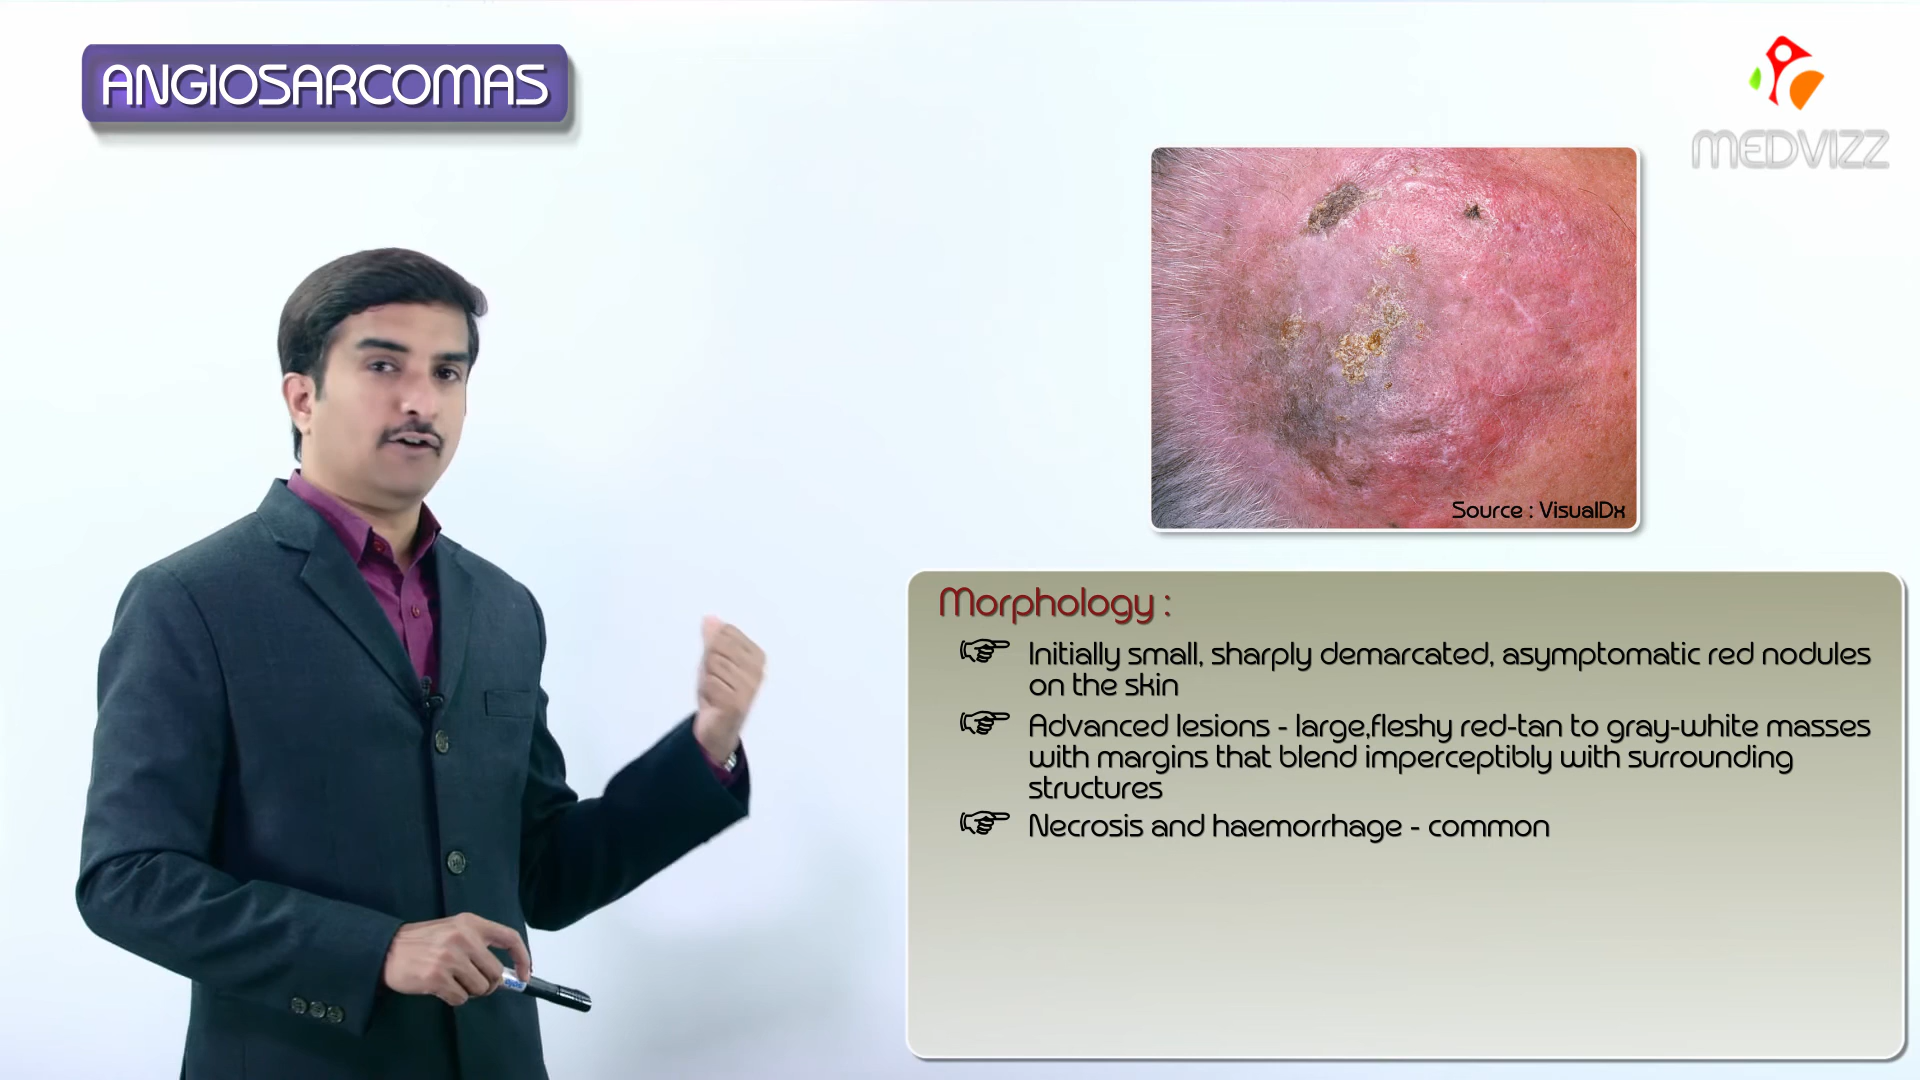 ANGIOSARCOMAS
MEDVIZZ
Source : VisualDx
Morphology :
Initially small, sharply demarcated, asymptomatic red nodules
on the skin
Advanced lesions - large,fleshy red-tan to gray-white masses
with margins that blend imperceptibly with surrounding
structures
Necrosis and haemorrhage - common